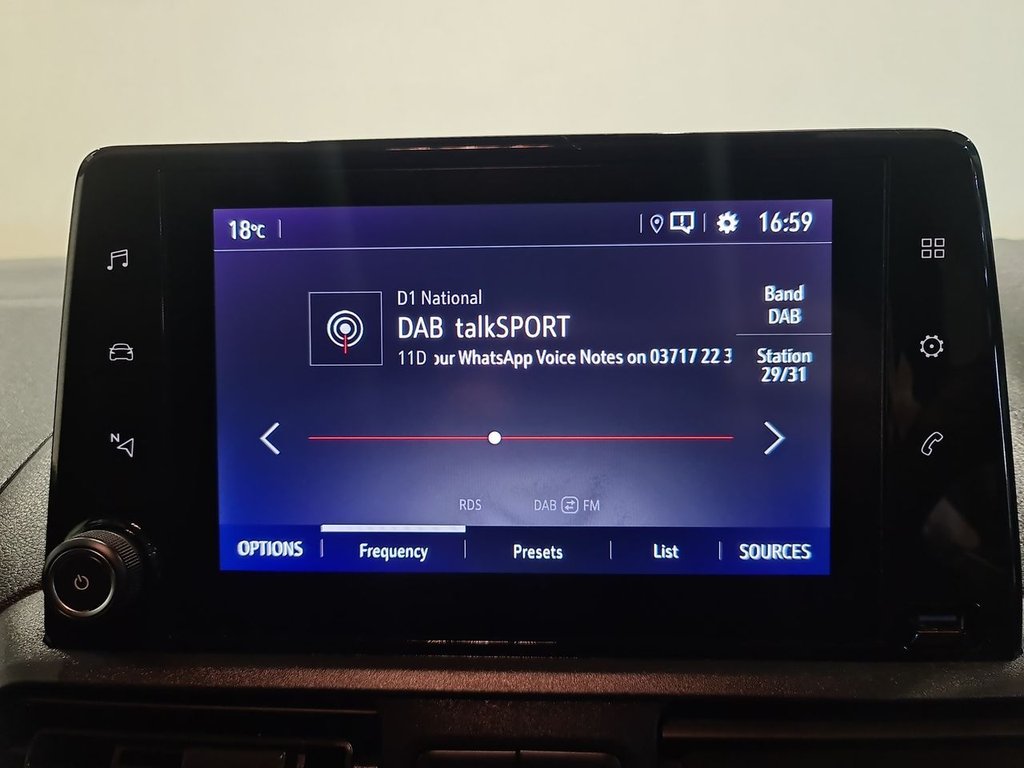 18°C
16:59
N
D1 National
DAB talkSPORT
11D our WhatsApp Voice Notes on 03717 22 3
Band
DAB
Station
29/31
RDS
DAB FM
OPTIONS
Frequency
Presets
List
SOURCES